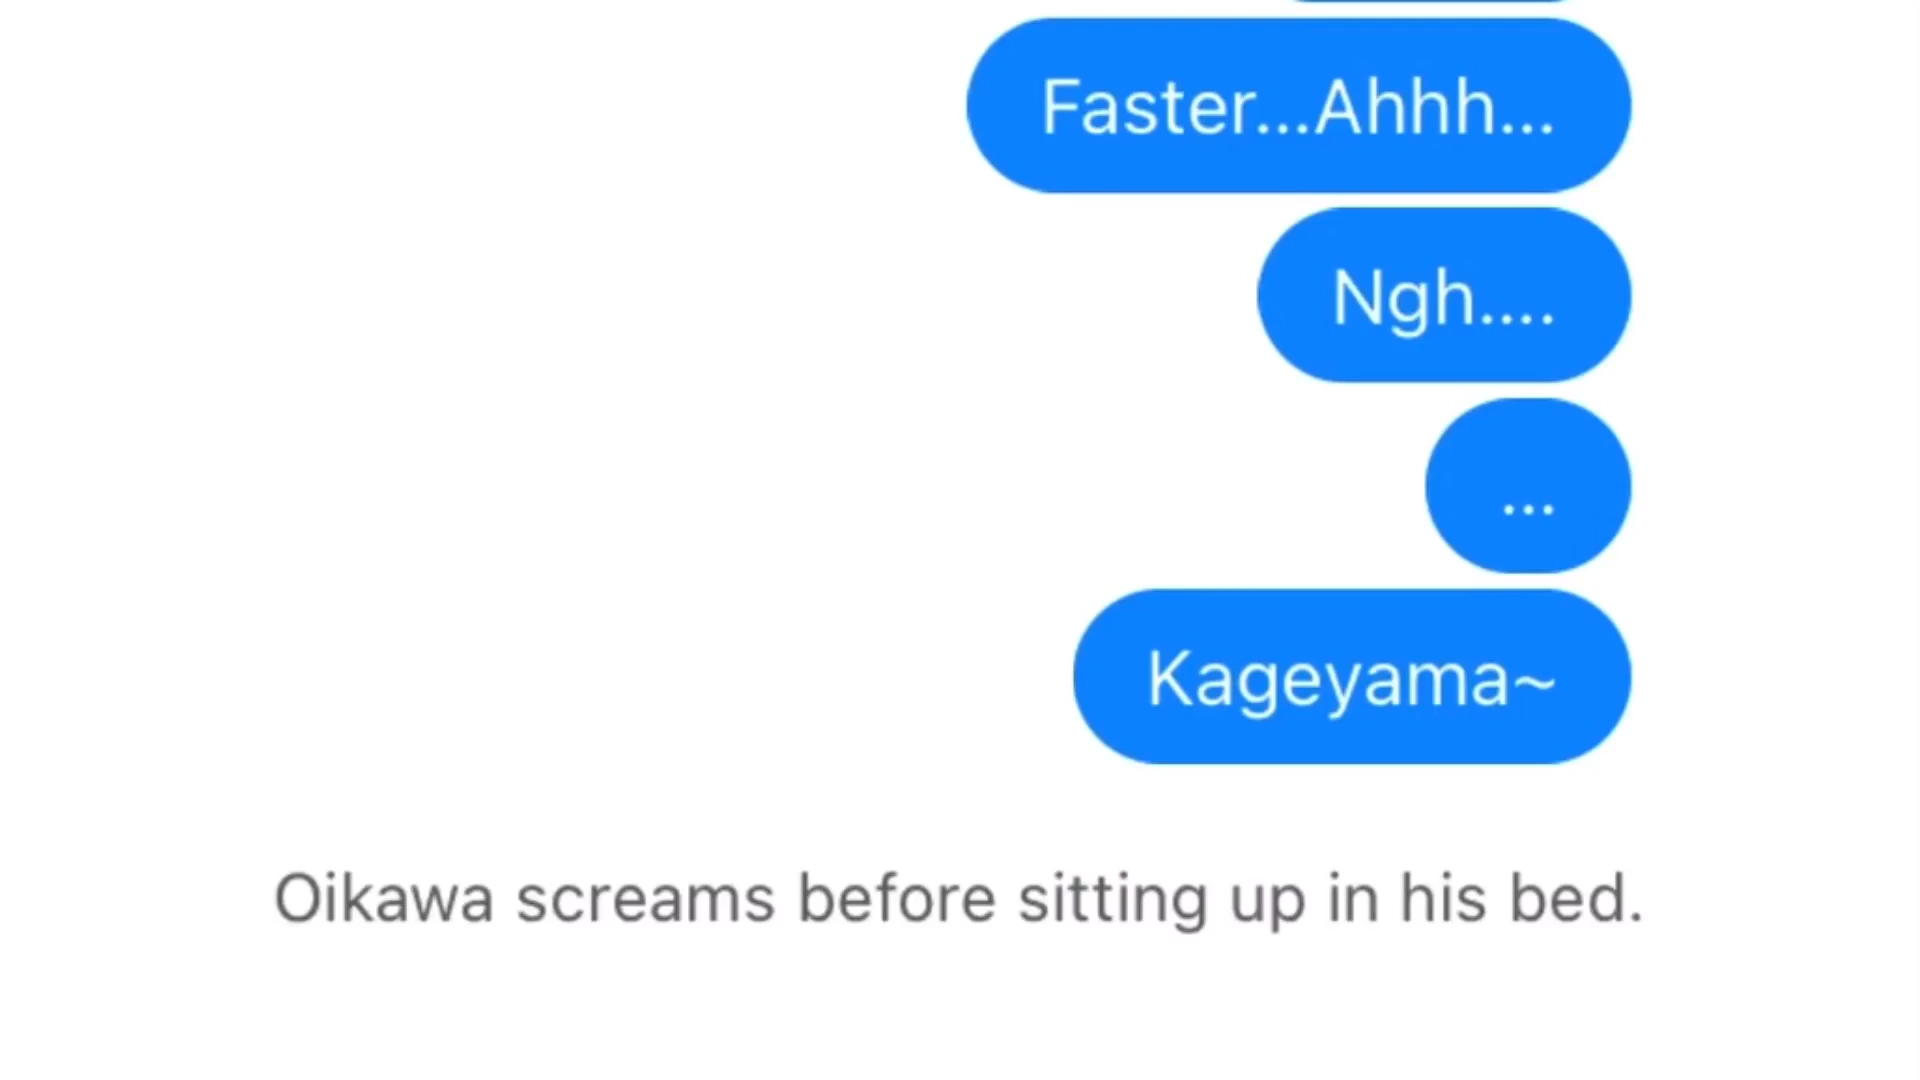 Faster...Ahhh...
Ngh....
...
Kageyama~
Oikawa screams before sitting up in his bed.